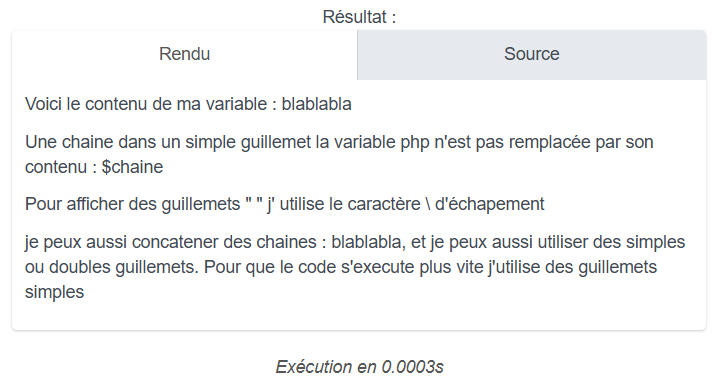 Résultat :
Rendu
Source
Voici le contenu de ma variable : blablabla
Une chaine dans un simple guillemet la variable php n'est pas remplacée par son
contenu : $chaine
Pour afficher des guillemets " " j' utilise le caractère \ d'échapement
je peux aussi concatener des chaines : blablabla, et je peux aussi utiliser des simples
ou doubles guillemets. Pour que le code s'execute plus vite j'utilise des guillemets
simples
Exécution en 0.0003s